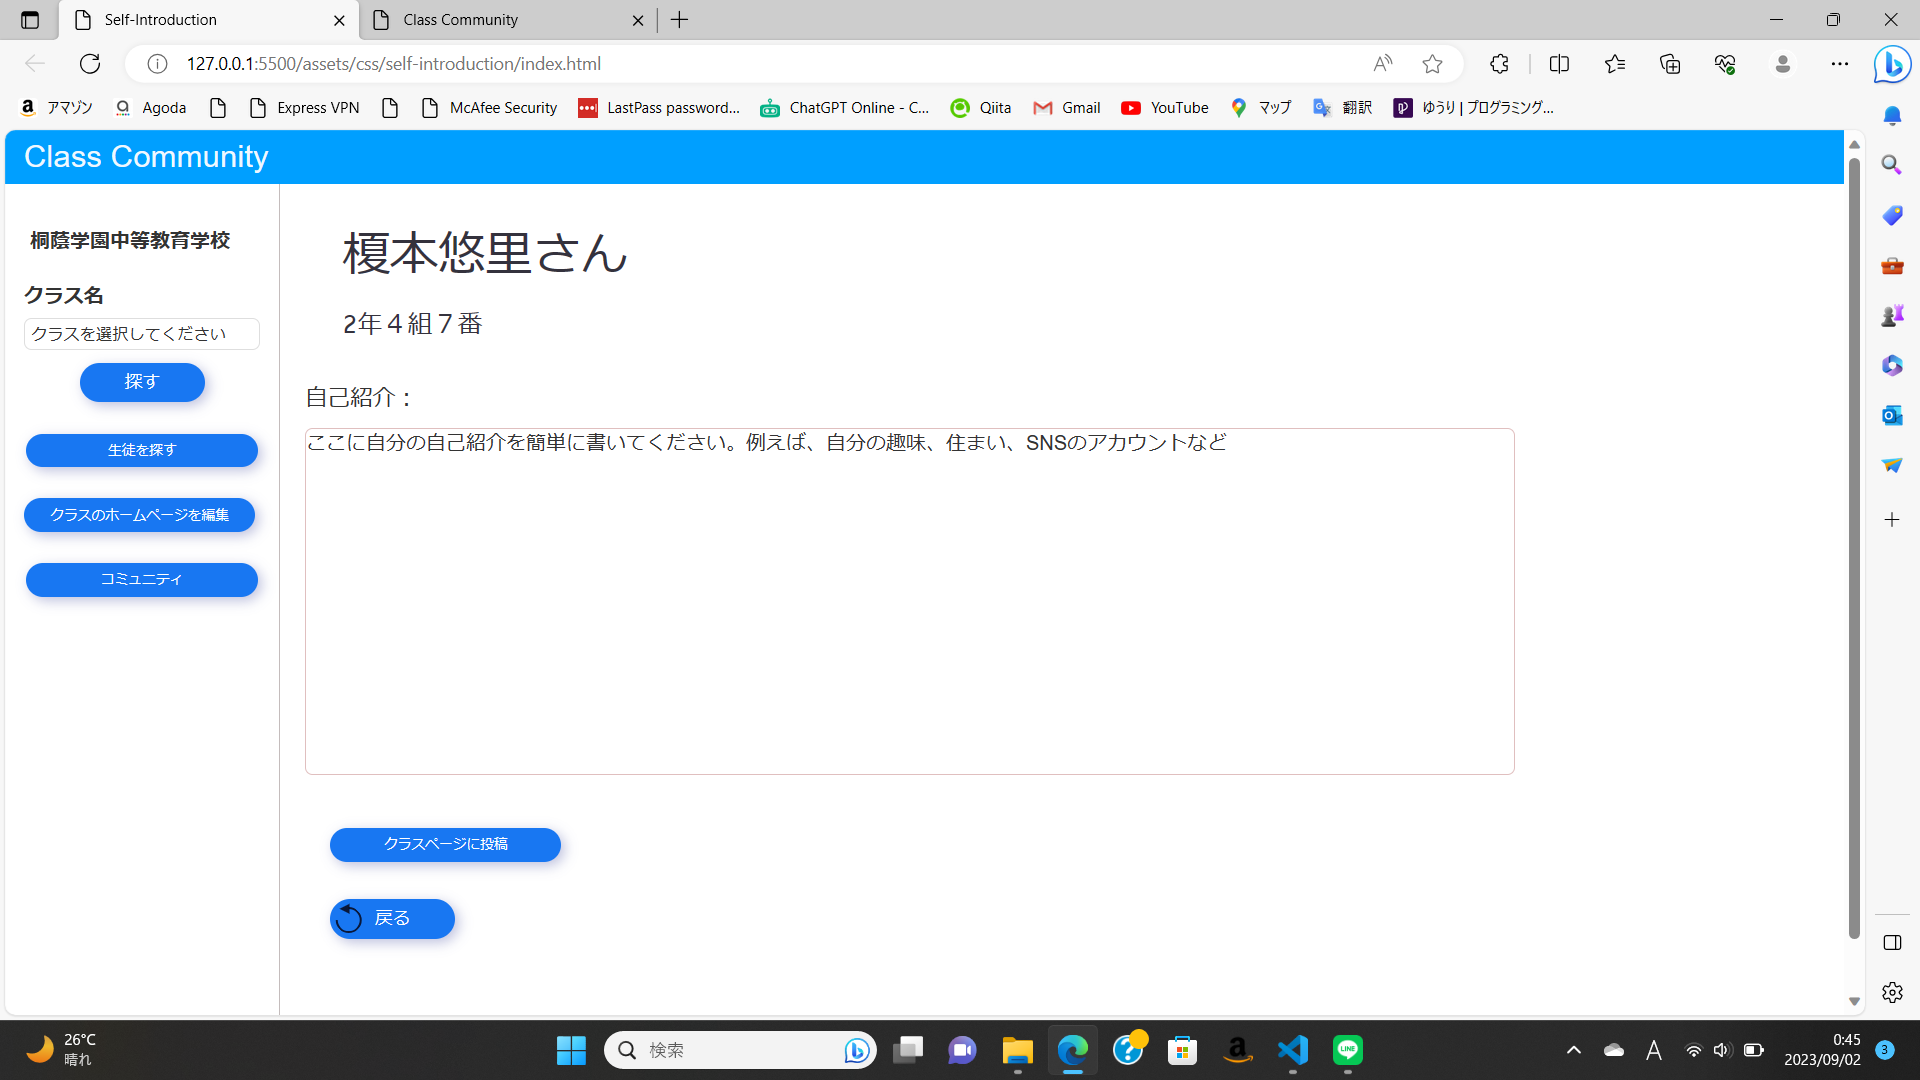 Self-Introduction
Class Community
127.0.0.1:5500/assets/css/self-introduction/index.html
アマゾン
Agoda
Express VPN
McAfee Security
LastPass password...
ChatGPT Online - C...
Qiita
Gmail
YouTube
マップ
翻訳
ゆうり | プログラミング...
Class Community
桐蔭学園中等教育学校
クラス名
クラスを選択してください
探す
生徒を探す
クラスのホームページを編集
コミュニティ
榎本悠里さん
2年４組７番
自己紹介：
ここに自分の自己紹介を簡単に書いてください。例えば、自分の趣味、住まい、SNSのアカウントなど
クラスページに投稿
戻る
26°C
晴れ
検索
A
0:45
2023/09/02
3